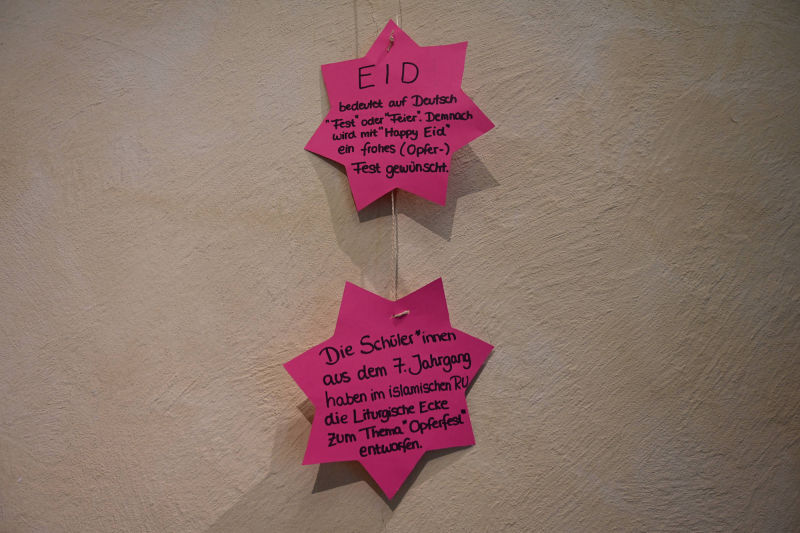 EID
bedeutet auf Deutsch
"Fest" oder "Feier". Demnach
wird mit "Happy Eid"
ein frohes (Opfer-)
Fest gewünscht.
Die Schüler*innen
aus dem 7. Jahrgang
haben im islamischen RU
die Liturgische Ecke
zum Thema "Opferfest"
entworfen.